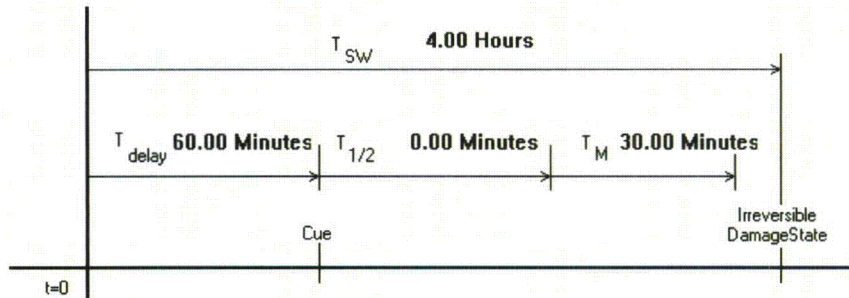 T SW 4.00 Hours
T delay 60.00 Minutes T 1/2 0.00 Minutes T M 30.00 Minutes
Irreversible
Cue DamageState
t=0